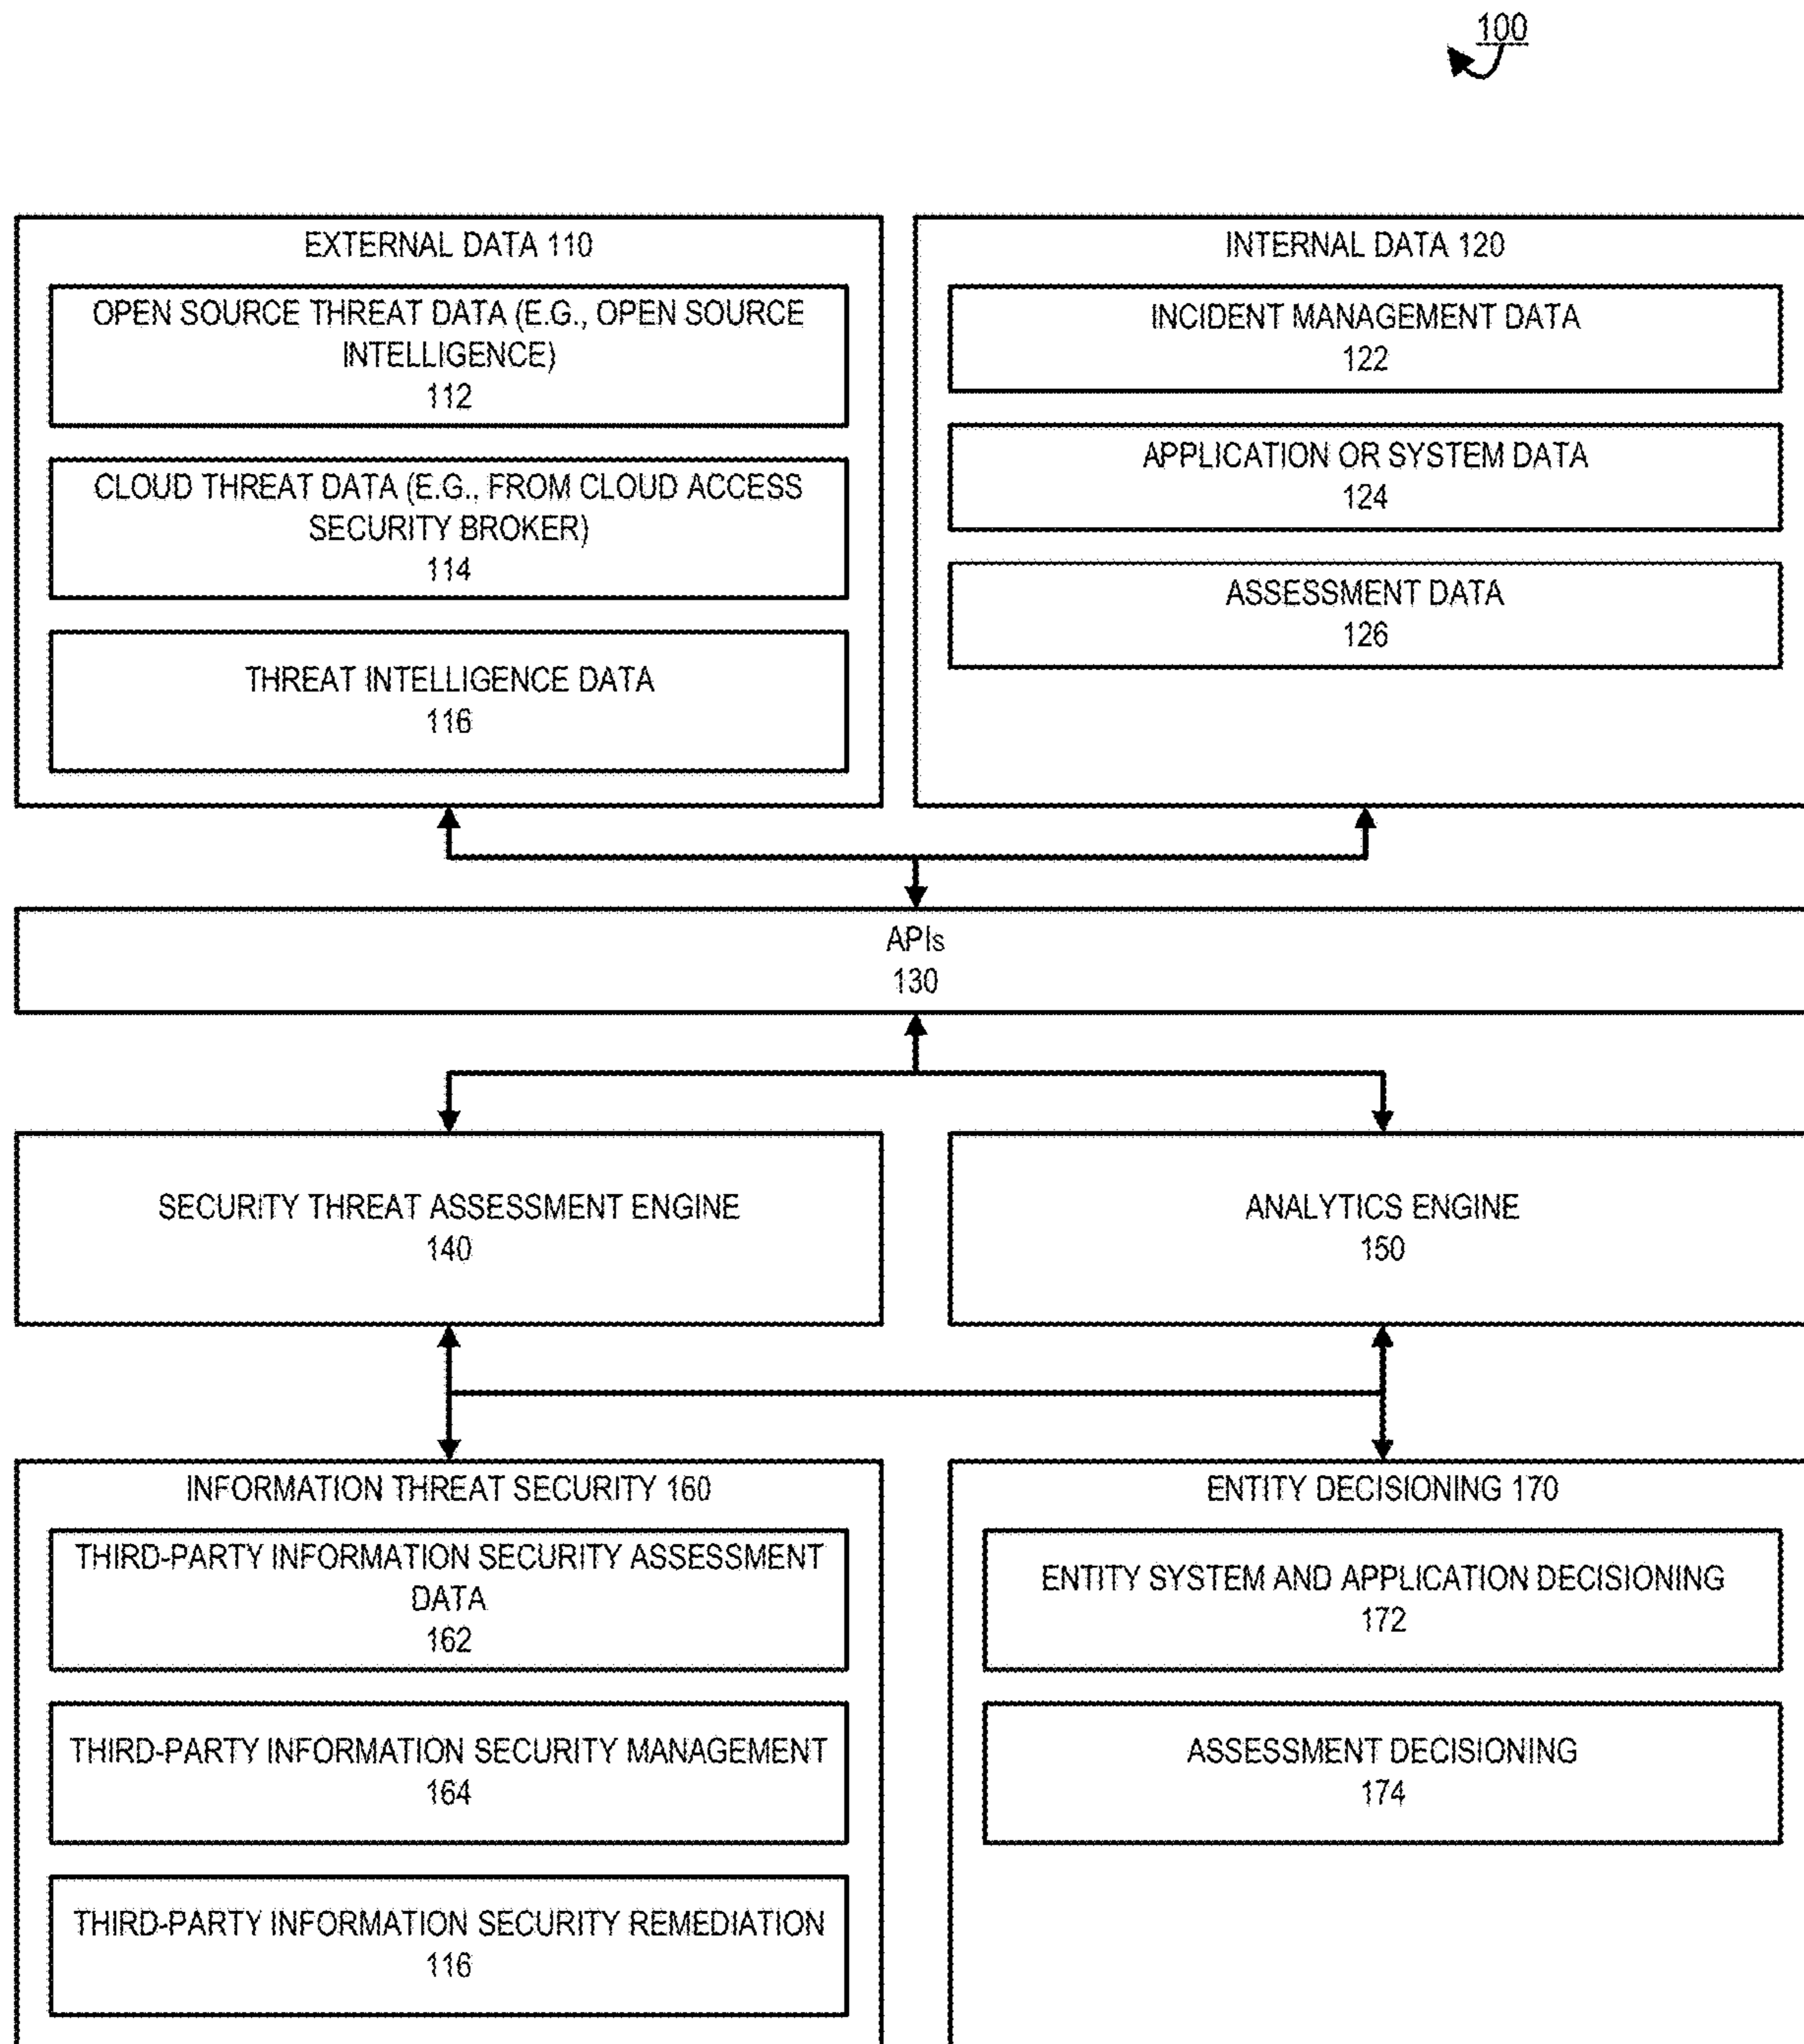 100
EXTERNAL DATA 110
OPEN SOURCE THREAT DATA (E.G., OPEN SOURCE
INTELLIGENCE)
112
CLOUD THREAT DATA (E.G., FROM CLOUD ACCESS
SECURITY BROKER)
114
THREAT INTELLIGENCE DATA
116
INTERNAL DATA 120
INCIDENT MANAGEMENT DATA
122
APPLICATION OR SYSTEM DATA
124
ASSESSMENT DATA
126
APIs
130
SECURITY THREAT ASSESSMENT ENGINE
140
ANALYTICS ENGINE
150
INFORMATION THREAT SECURITY 160
THIRD-PARTY INFORMATION SECURITY ASSESSMENT
DATA
162
THIRD-PARTY INFORMATION SECURITY MANAGEMENT
164
THIRD-PARTY INFORMATION SECURITY REMEDIATION
116
ENTITY DECISIONING 170
ENTITY SYSTEM AND APPLICATION DECISIONING
172
ASSESSMENT DECISIONING
174